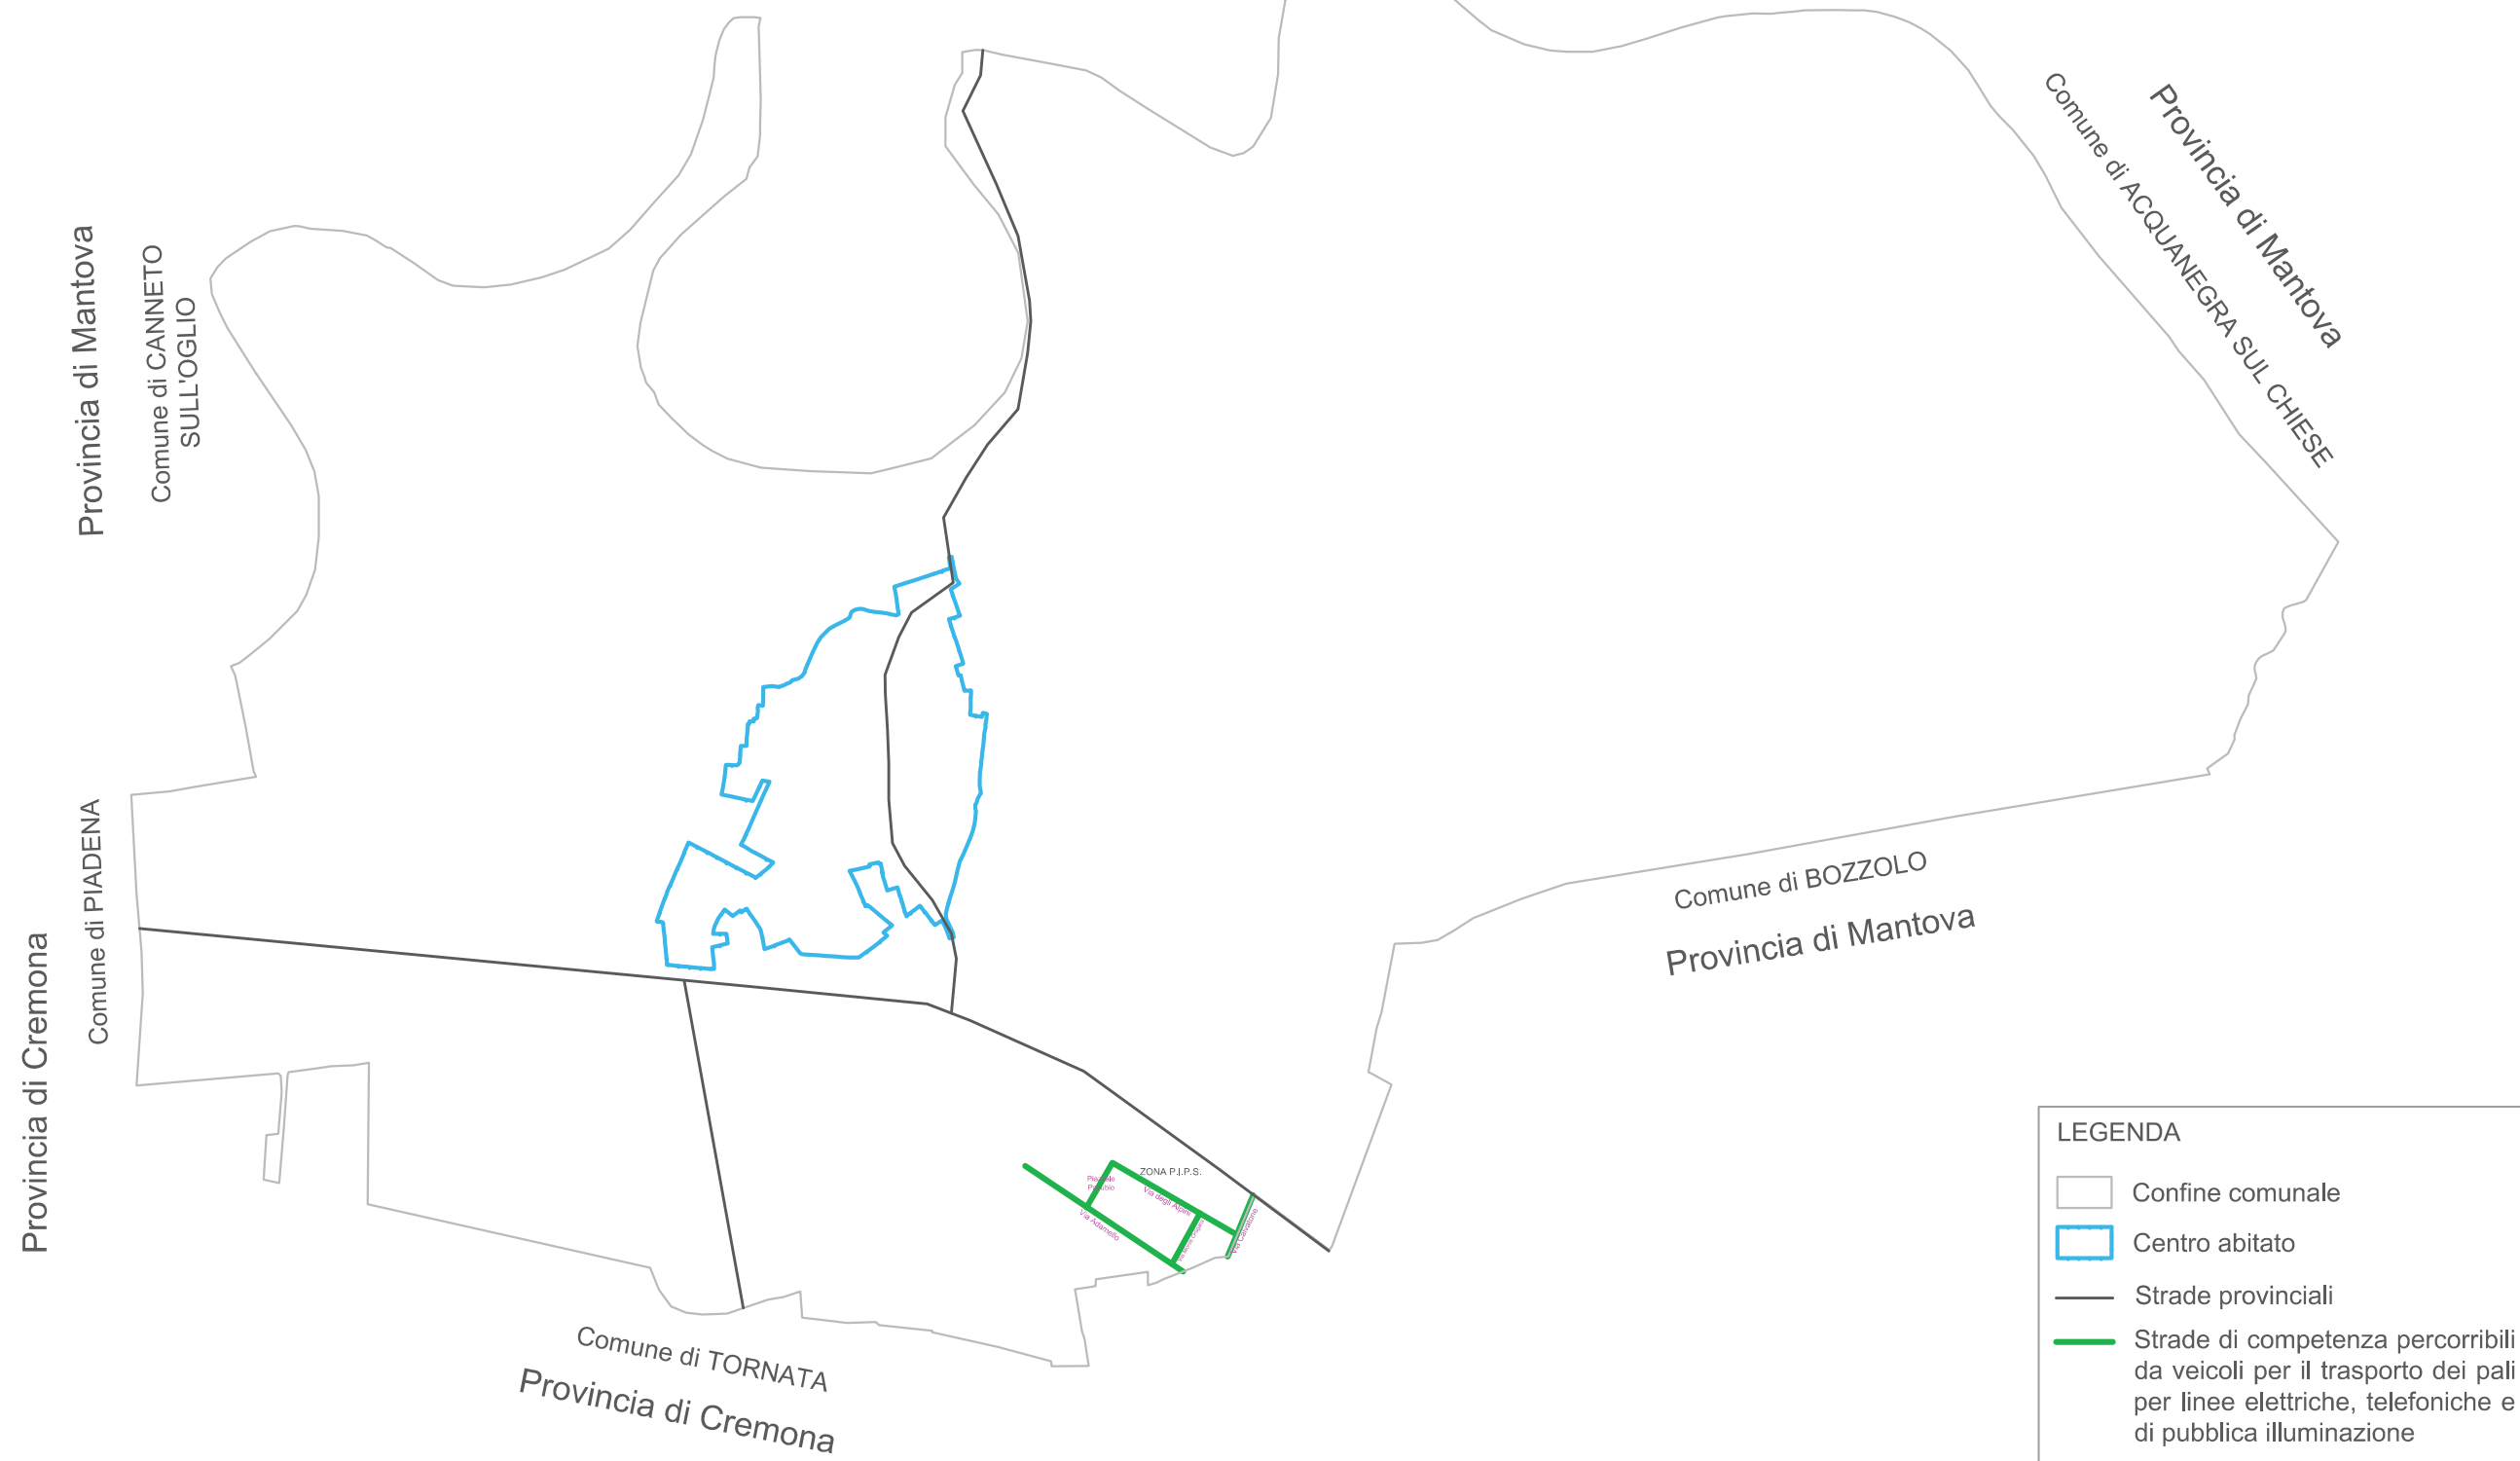 Provincia di Mantova
Comune di CANNETO
SULL'OGLIO
Comune di ACQUANEGRA SUL CHIESE
Provincia di Mantova
Comune di PIADENA
Provincia di Cremona
Comune di BOZZOLO
Provincia di Mantova
ZONA P.I.P.S.
Via degli Alpini
Via Adamello
Via Calvatone
Comune di TORNATA
Provincia di Cremona
LEGENDA
Confine comunale
Centro abitato
Strade provinciali
Strade di competenza percorribili
da veicoli per il trasporto dei pali
per linee elettriche, telefoniche e
di pubblica illuminazione